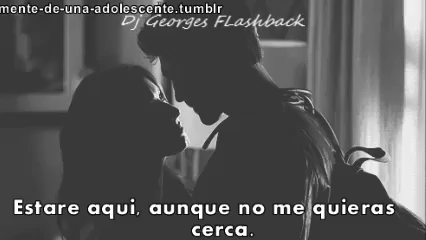 mente-de-una-adolescente.tumblr
Dj Georges FLashback
Estare aqui, aunque no me quieras
cerca.